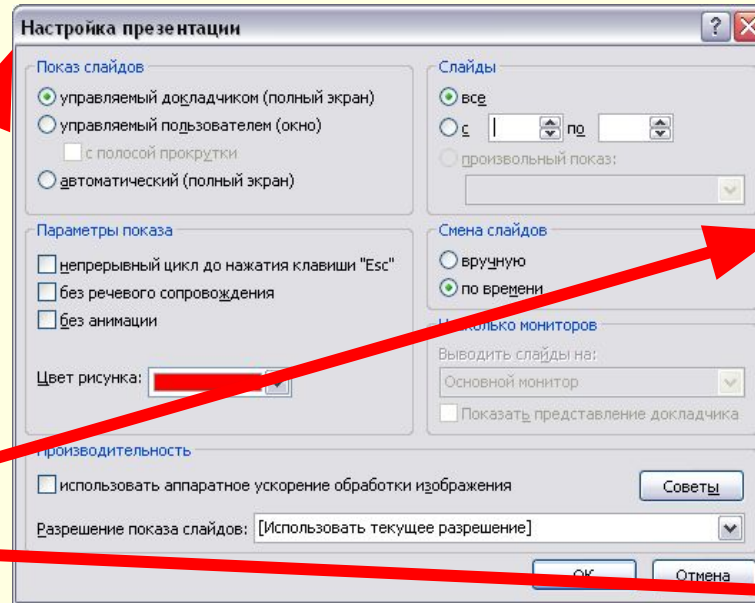 Настройка презентации
Показ слайдов
управляемый докладчиком (полный экран)
управляемый пользователем (окно)
с полосой прокрутки
автоматический (полный экран)
Слайды
все
с
по
произвольный показ:
Параметры показа
непрерывный цикл до нажатия клавиши "Esc"
без речевого сопровождения
без анимации
Цвет рисунка:
Смена слайдов
вручную
по времени
Несколько мониторов
Выводить слайды на:
Основной монитор
Показать представление докладчика
Производительность
использовать аппаратное ускорение обработки изображения
Советы
Разрешение показа слайдов: [Использовать текущее разрешение]
ОК
Отмена